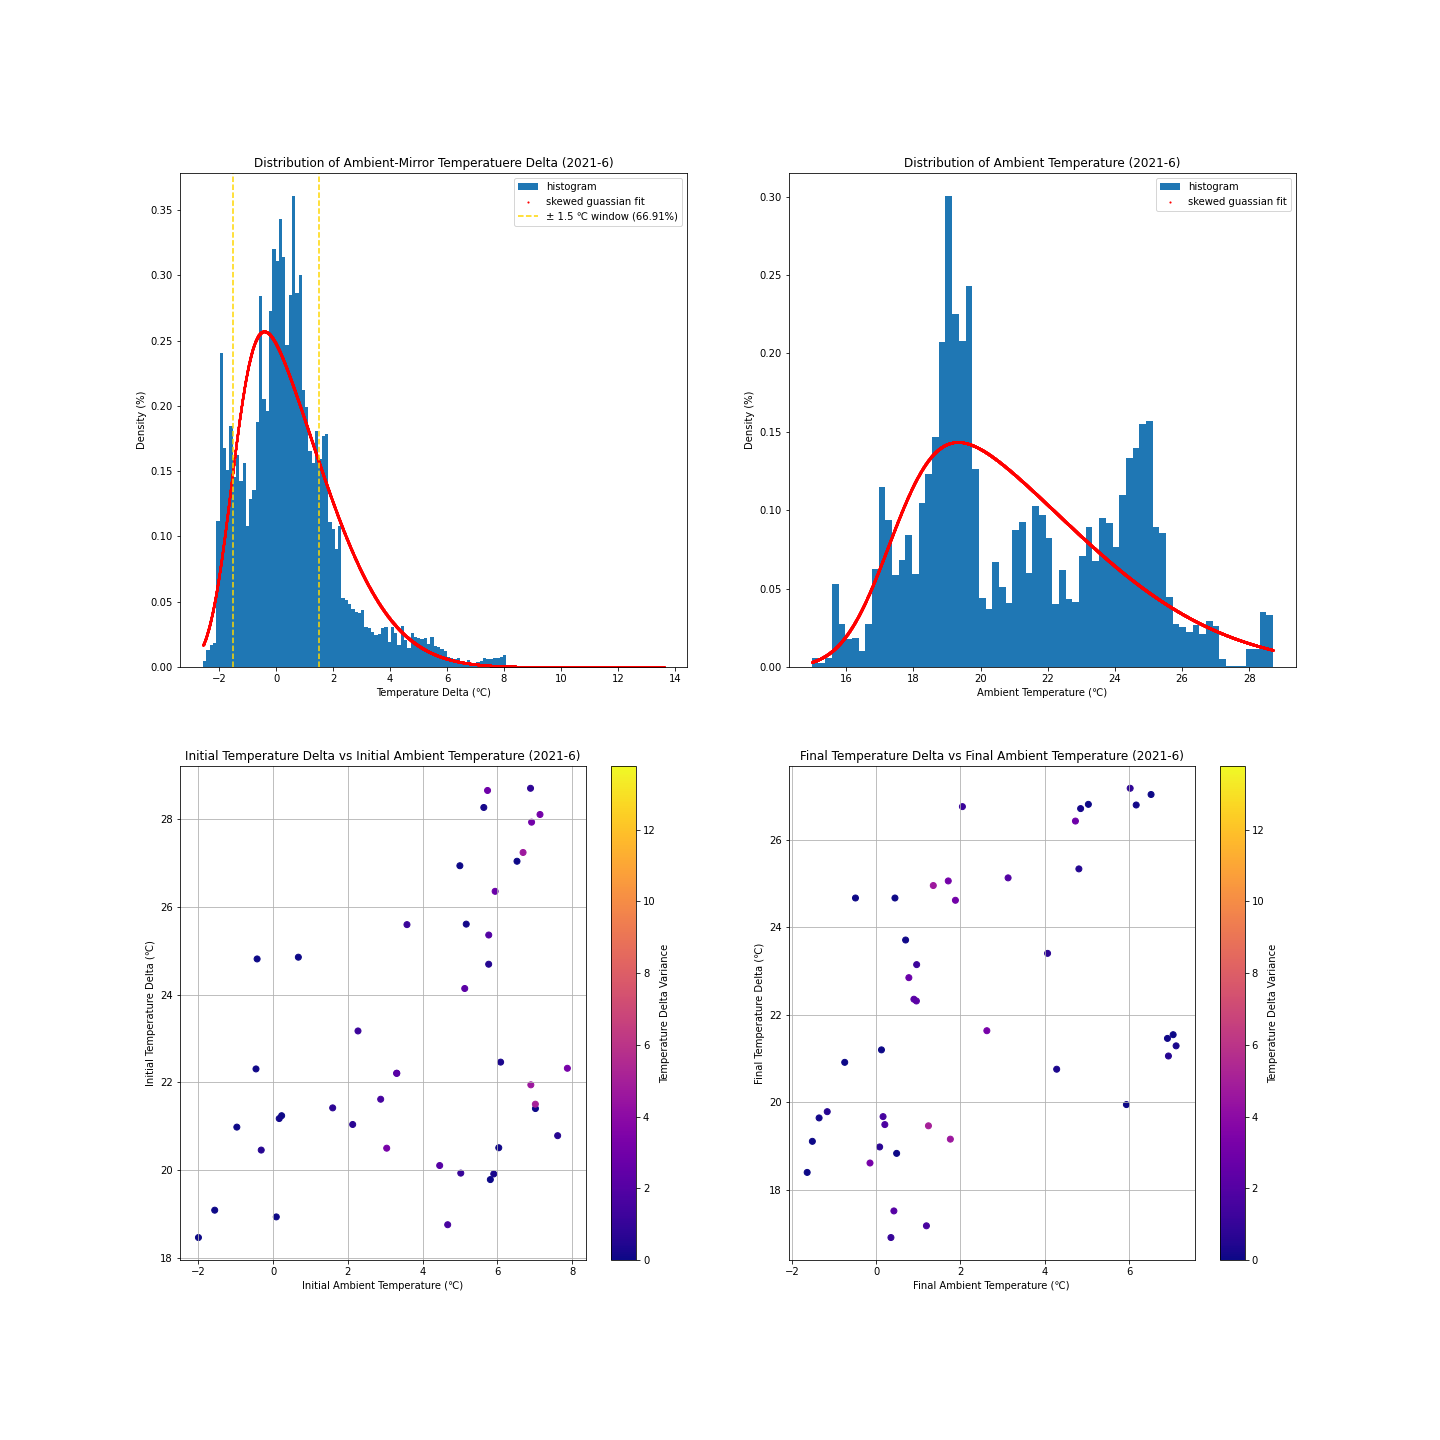 Distribution of Ambient-Mirror Temperatuere Delta (2021-6)
histogram
skewed guassian fit
± 1.5 ℃ window (66.91%)
0.35
0.30
0.25
0.20
0.15
0.10
0.05
0.00
Density (%)
−2 0 2 4 6 8 10 12 14
Temperature Delta (℃)
Distribution of Ambient Temperature (2021-6)
histogram
skewed guassian fit
0.30
0.25
0.20
0.15
0.10
0.05
0.00
Density (%)
16 18 20 22 24 26 28
Ambient Temperature (℃)
Initial Temperature Delta vs Initial Ambient Temperature (2021-6)
28
26
24
22
20
18
Initial Temperature Delta (℃)
−2 0 2 4 6 8
Initial Ambient Temperature (℃)
12
10
8
6
4
2
0
Temperature Delta Variance
Final Temperature Delta vs Final Ambient Temperature (2021-6)
26
24
22
20
18
Final Temperature Delta (℃)
−2 0 2 4 6
Final Ambient Temperature (℃)
12
10
8
6
4
2
0
Temperature Delta Variance